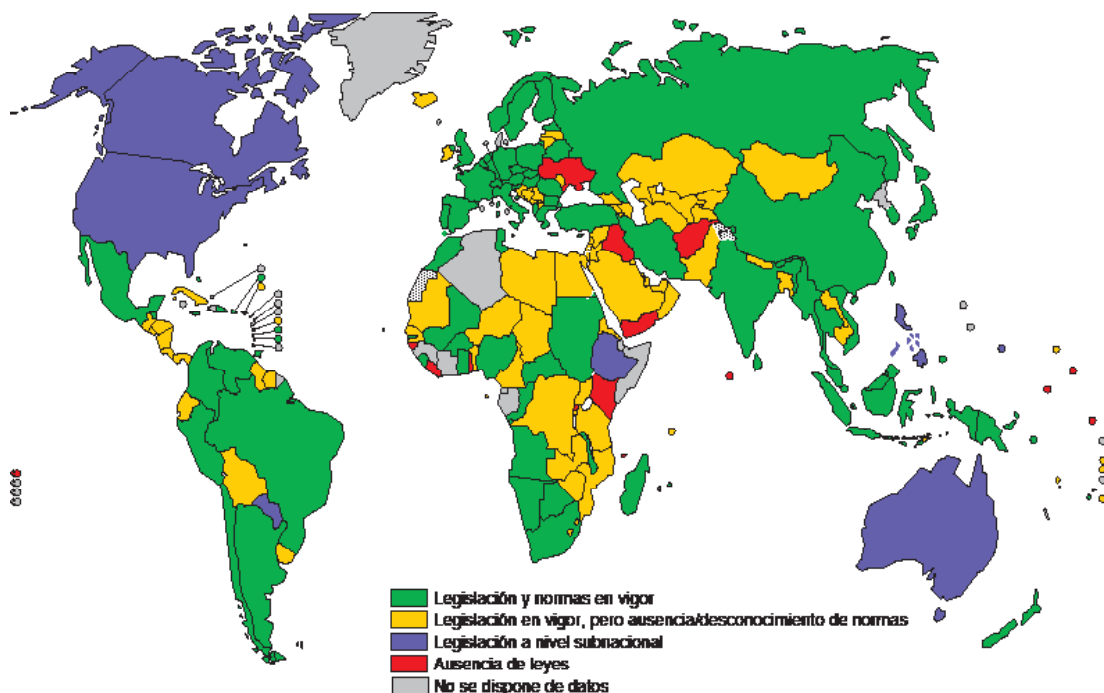 Legislación y normas en vigor
Legislación en vigor, pero ausencia/desconocimiento de normas
Legislación a nivel subnacional
Ausencia de leyes
No se dispone de datos